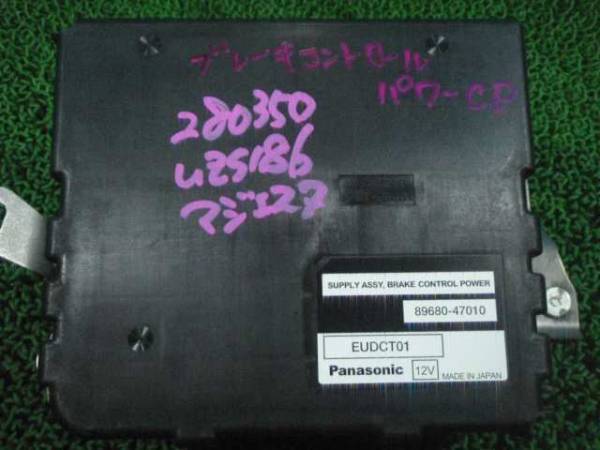 ブレーキコントロール
パワーCP
280350
UZS186
マジェスタ
SUPPLY ASSY, BRAKE CONTROL POWER
89680-47010
EUDCT01
Panasonic 12V MADE IN JAPAN